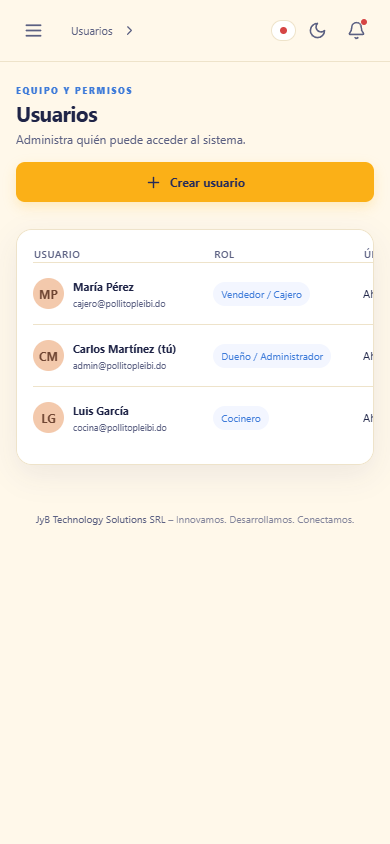 Usuarios
EQUIPO Y PERMISOS
Usuarios
Administra quién puede acceder al sistema.
Crear usuario
USUARIO ROL
MP María Pérez Vendedor / Cajero
cajero@pollitopleibi.do
CM Carlos Martínez (tú) Dueño / Administrador
admin@pollitopleibi.do
LG Luis García Cocinero
cocina@pollitopleibi.do
JyB Technology Solutions SRL – Innovamos. Desarrollamos. Conectamos.